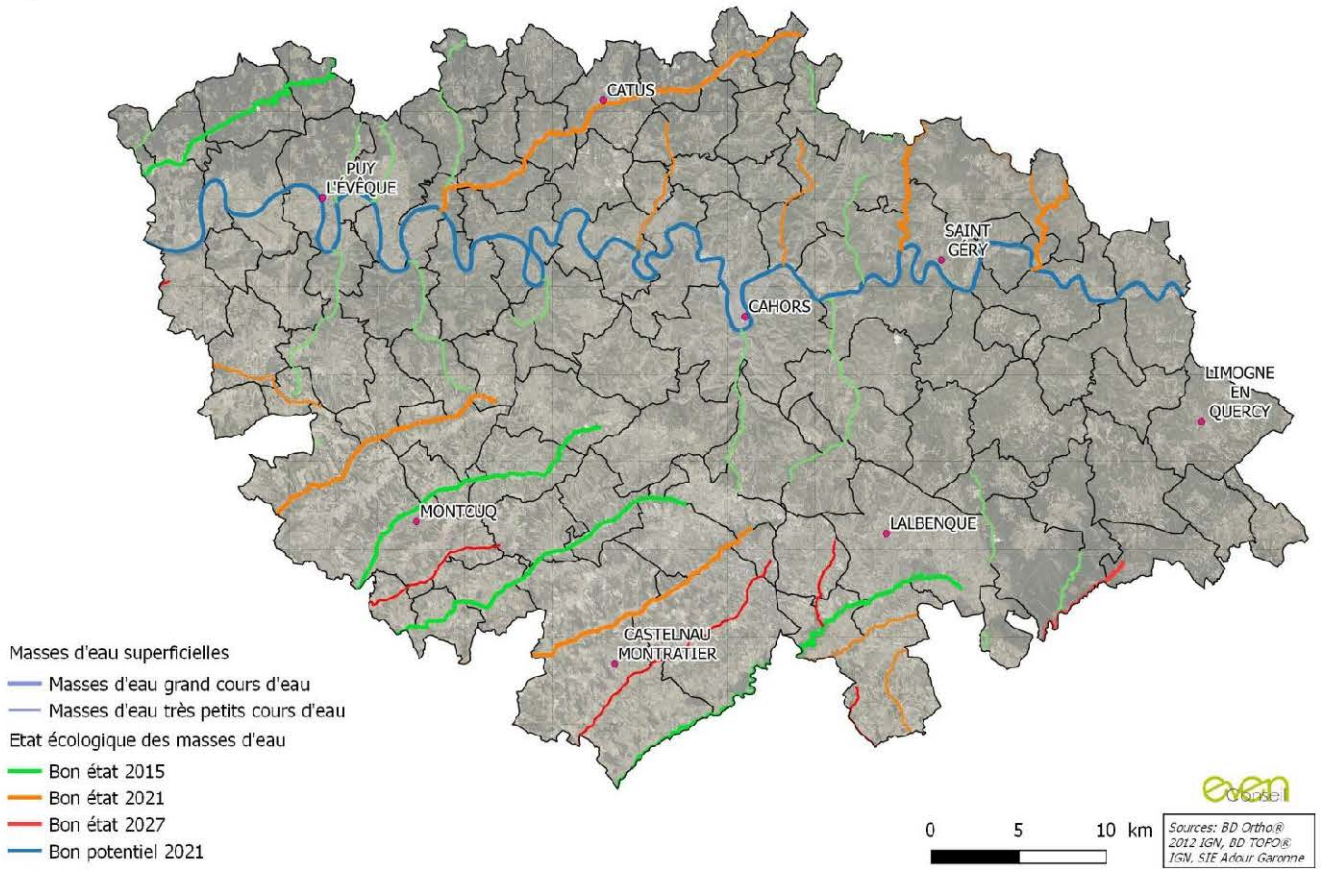 CATUS
PUY
L'ÉVÊQUE
SAINT
GÉRY
CAHORS
LIMOGNE
EN
QUERCY
MONTCUQ
LALBENQUE
CASTELNAU
MONTRATIER
Masses d'eau superficielles
Masses d'eau grand cours d'eau
Masses d'eau très petits cours d'eau
Etat écologique des masses d'eau
Bon état 2015
Bon état 2021
Bon état 2027
Bon potentiel 2021
even
Conseil
0 5 10 km
Sources: BD Ortho®
2012 IGN, BD TOPO®
IGN, SIE Adour Garonne